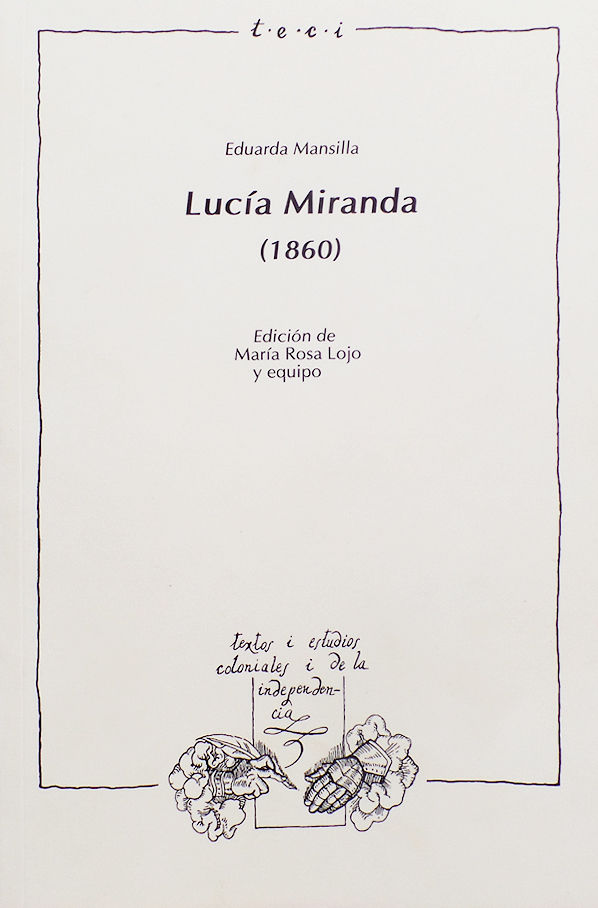 t·e·c·i
Eduarda Mansilla
Lucía Miranda
(1860)
Edición de
María Rosa Lojo
y equipo
textos i estudios
coloniales i de la
independen-
cia